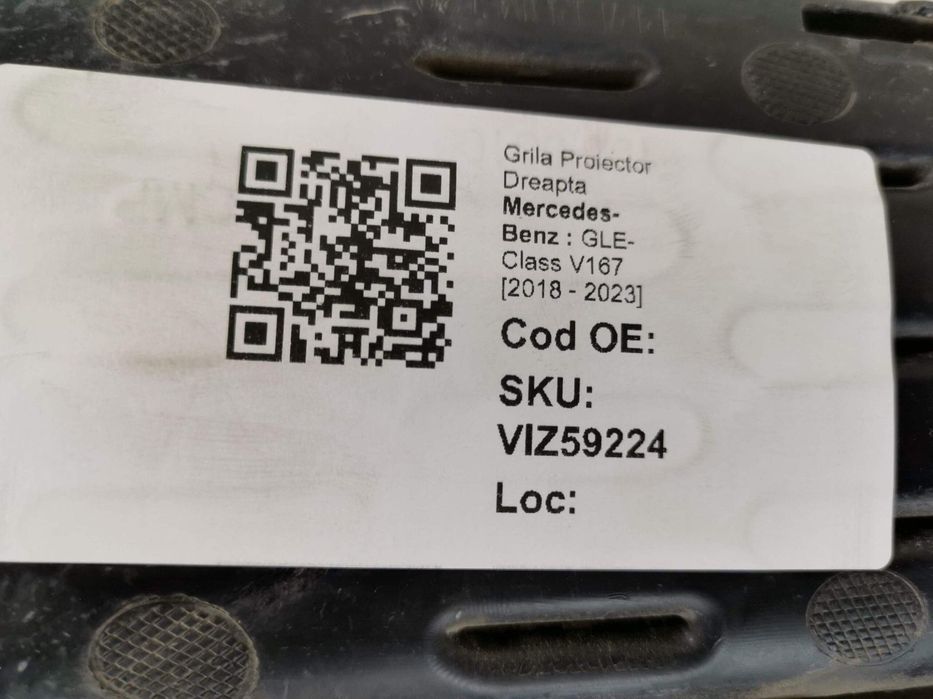 Grila Proiector
Dreapta
Mercedes-
Benz : GLE-
Class V167
[2018 - 2023]
Cod OE:
SKU:
VIZ59224
Loc: